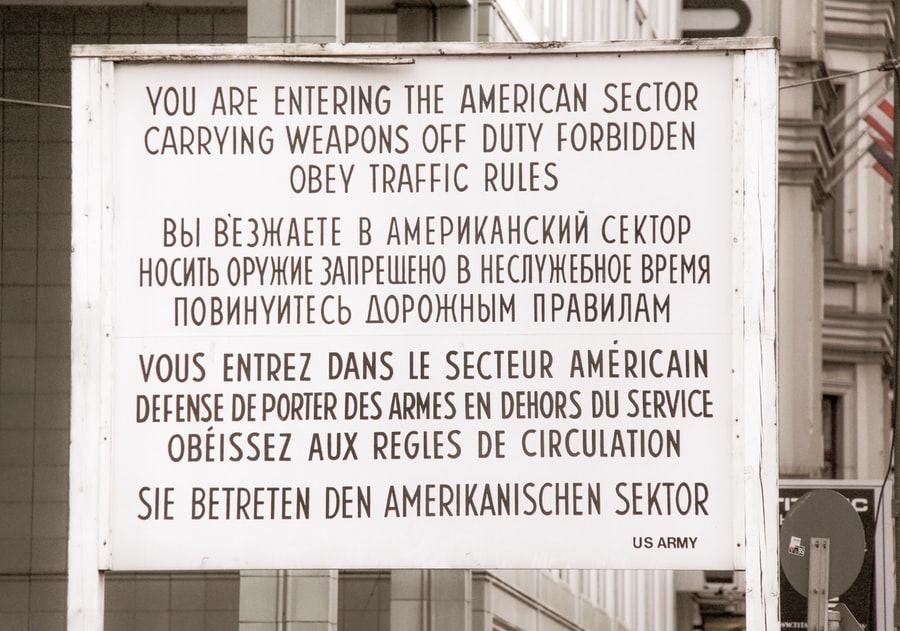 YOU ARE ENTERING THE AMERICAN SECTOR
CARRYING WEAPONS OFF DUTY FORBIDDEN
OBEY TRAFFIC RULES
ВЫ В'ЕЗЖАЕТЕ В АМЕРИКАНСКИЙ СЕКТОР
НОСИТЬ ОРУЖИЕ ЗАПРЕЩЕНО В НЕСЛУЖЕБНОЕ ВРЕМЯ
ПОВИНУЙТЕСЬ ДОРОЖНЫМ ПРАВИЛАМ
VOUS ENTREZ DANS LE SECTEUR AMÉRICAIN
DEFENSE DE PORTER DES ARMES EN DEHORS DU SERVICE
OBÉISSEZ AUX REGLES DE CIRCULATION
SIE BETRETEN DEN AMERIKANISCHEN SEKTOR
US ARMY